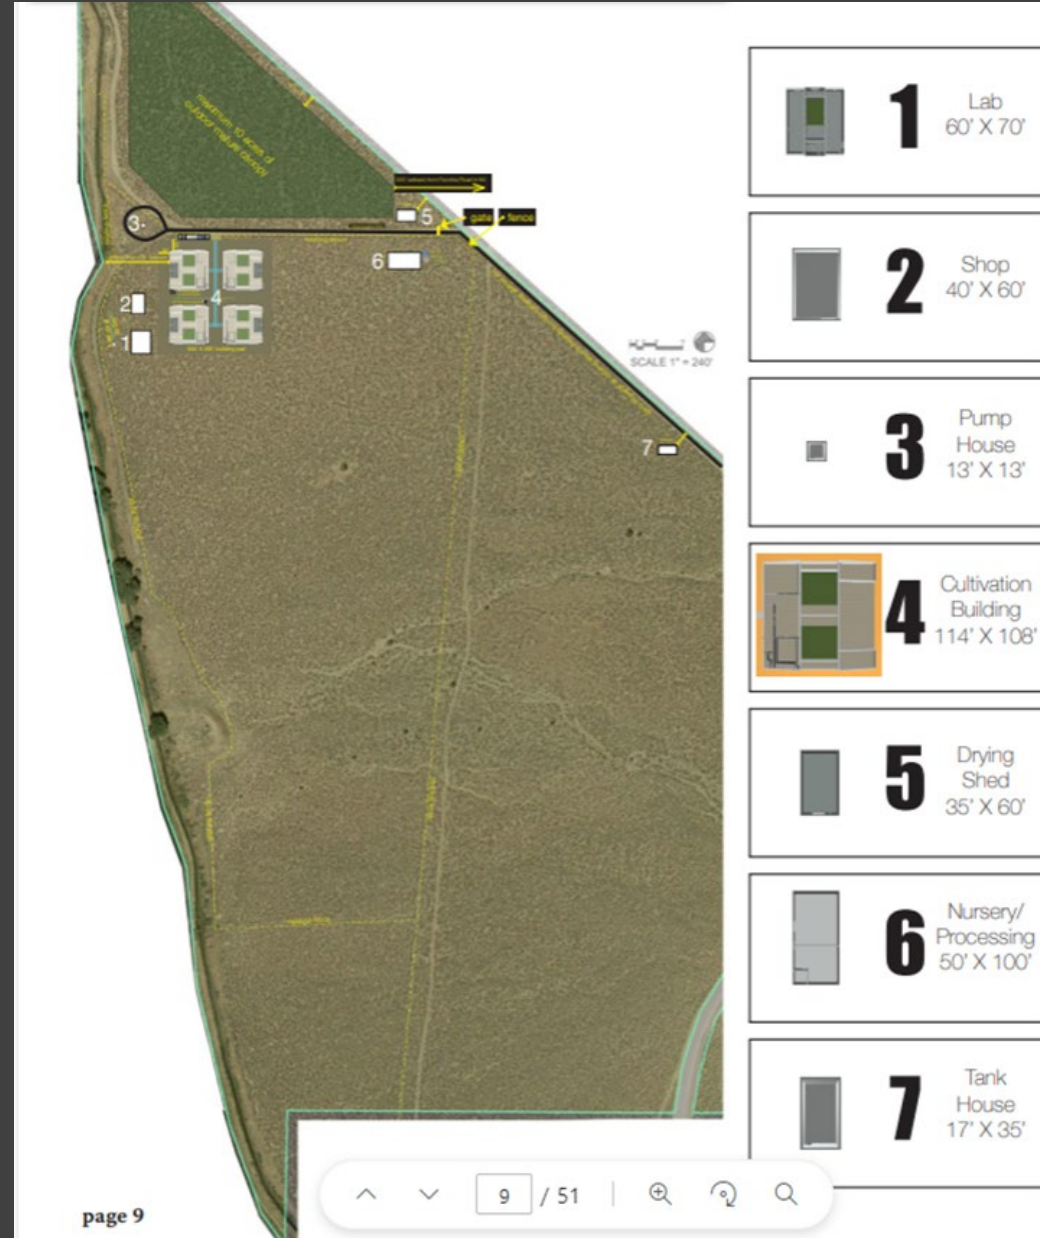 maximum 10 acres of
outdoor mature canopy
3
5
gate
fence
6
4
2
1
SCALE 1" = 240'
7
1
Lab
60' X 70'
2
Shop
40' X 60'
3
Pump
House
13' X 13'
4
Cultivation
Building
114' X 108'
5
Drying
Shed
35' X 60'
6
Nursery/
Processing
50' X 100'
7
Tank
House
17' X 35'
page 9
9 / 51